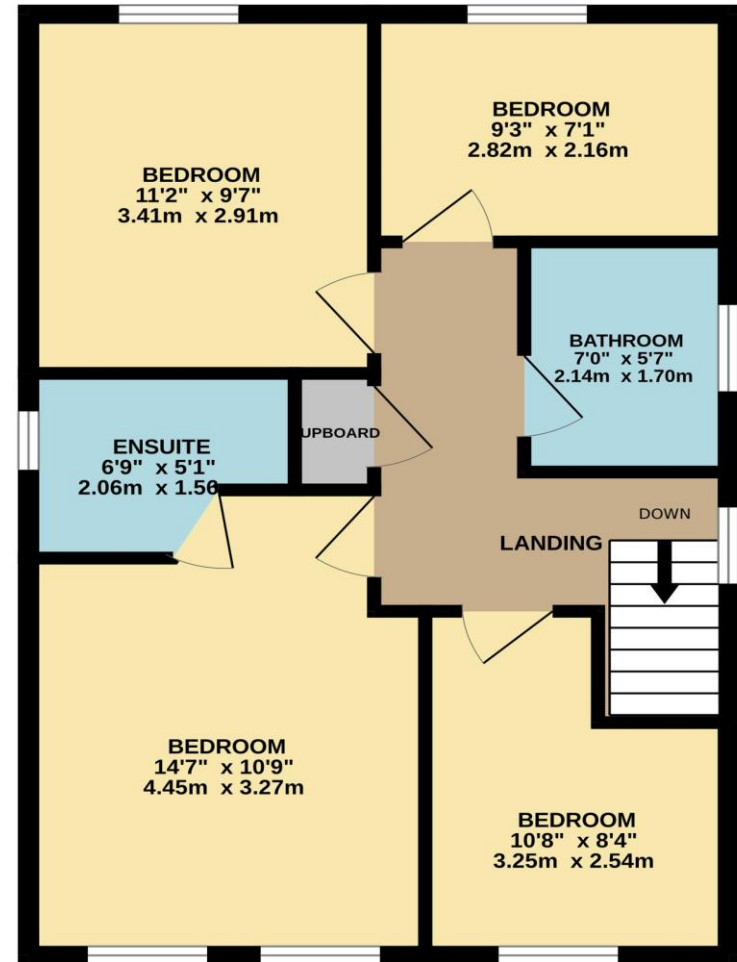 BEDROOM
11'2" x 9'7"
3.41m x 2.91m
BEDROOM
9'3" x 7'1"
2.82m x 2.16m
BATHROOM
7'0" x 5'7"
2.14m x 1.70m
ENSUITE
6'9" x 5'1"
2.06m x 1.56
UPBOARD
DOWN
LANDING
BEDROOM
14'7" x 10'9"
4.45m x 3.27m
BEDROOM
10'8" x 8'4"
3.25m x 2.54m